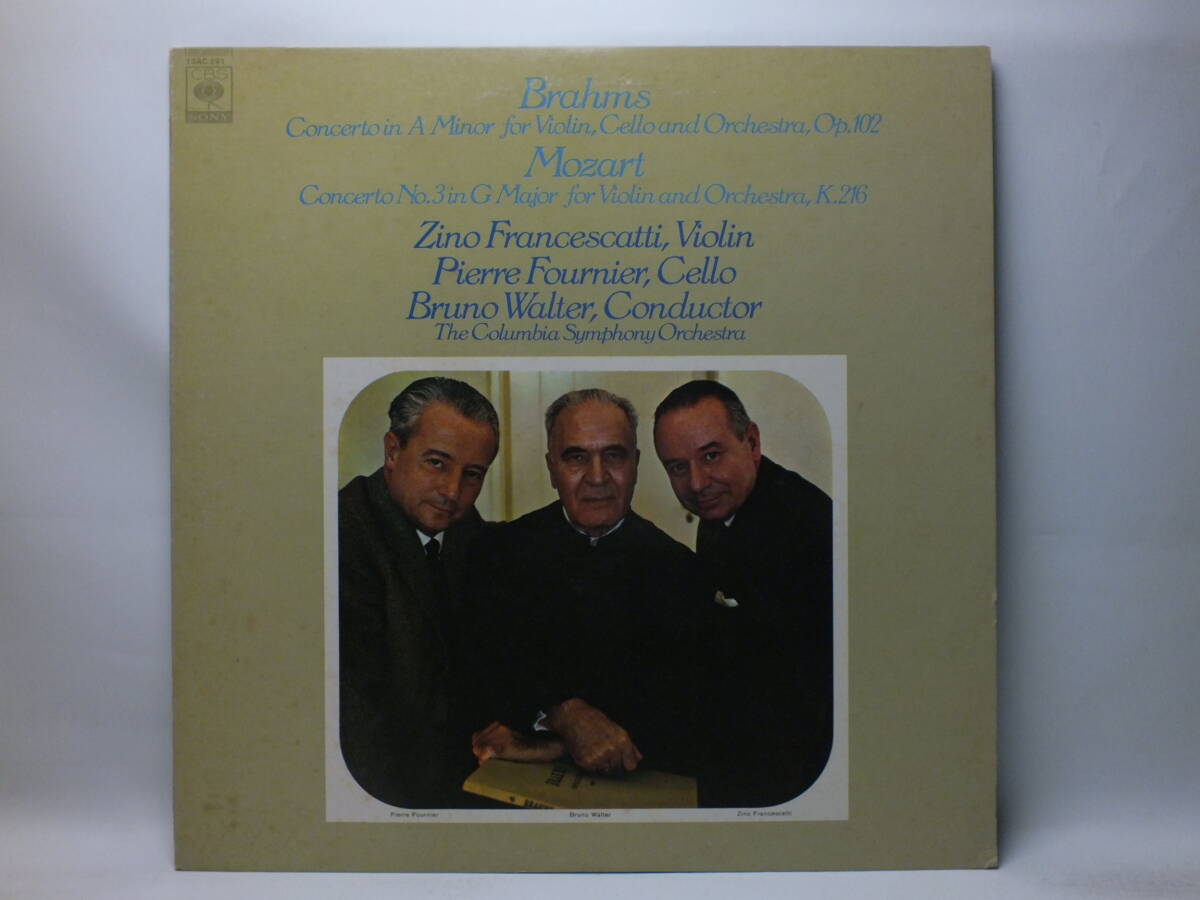 13AC 291
CBS
SONY
Brahms
Concerto in A Minor for Violin, Cello and Orchestra, Op.102
Mozart
Concerto No.3 in G Major for Violin and Orchestra, K.216
Zino Francescatti, Violin
Pierre Fournier, Cello
Bruno Walter, Conductor
The Columbia Symphony Orchestra
Pierre Fournier
Bruno Walter
Zino Francescatti